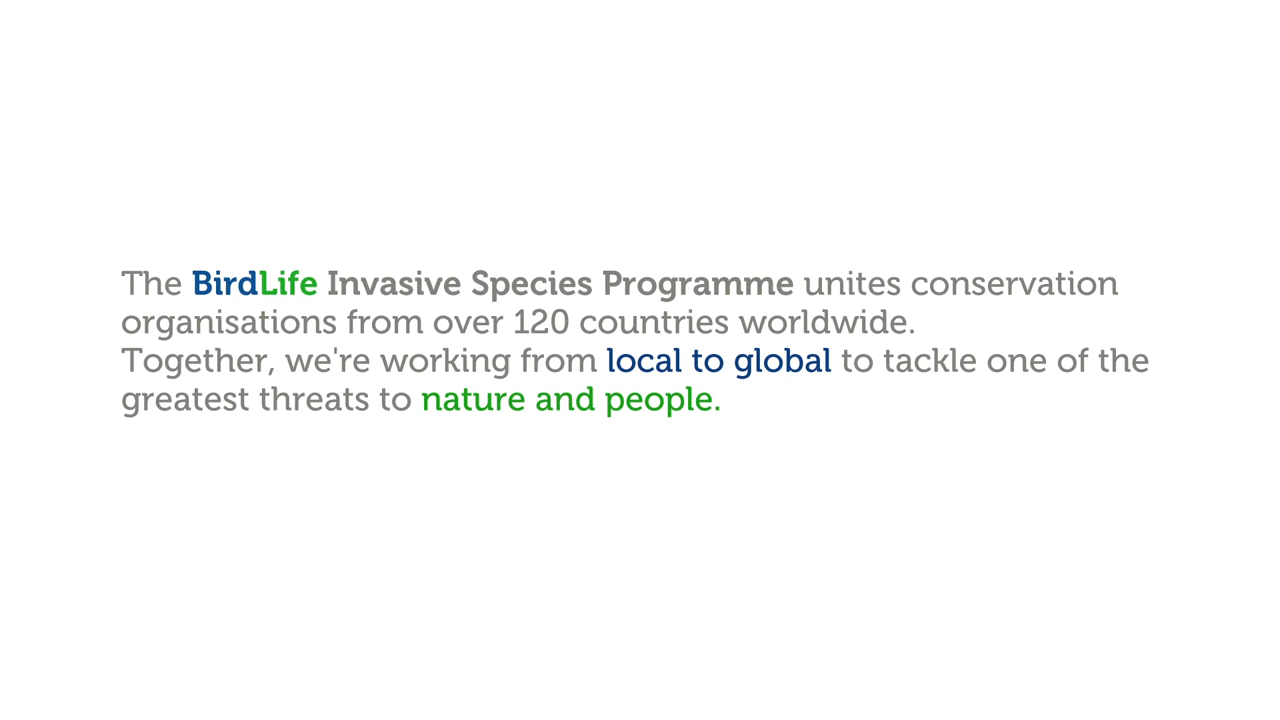 The BirdLife Invasive Species Programme unites conservation
organisations from over 120 countries worldwide.
Together, we're working from local to global to tackle one of the
greatest threats to nature and people.